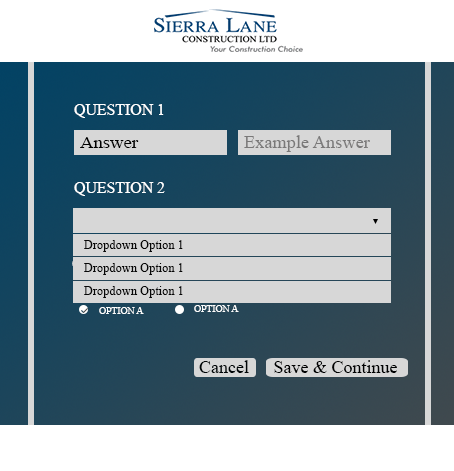 SIERRA LANE
CONSTRUCTION LTD
Your Construction Choice
QUESTION 1
Answer Example Answer
QUESTION 2
▼
Dropdown Option 1
Dropdown Option 1
Dropdown Option 1
OPTION A OPTION A
Cancel Save & Continue